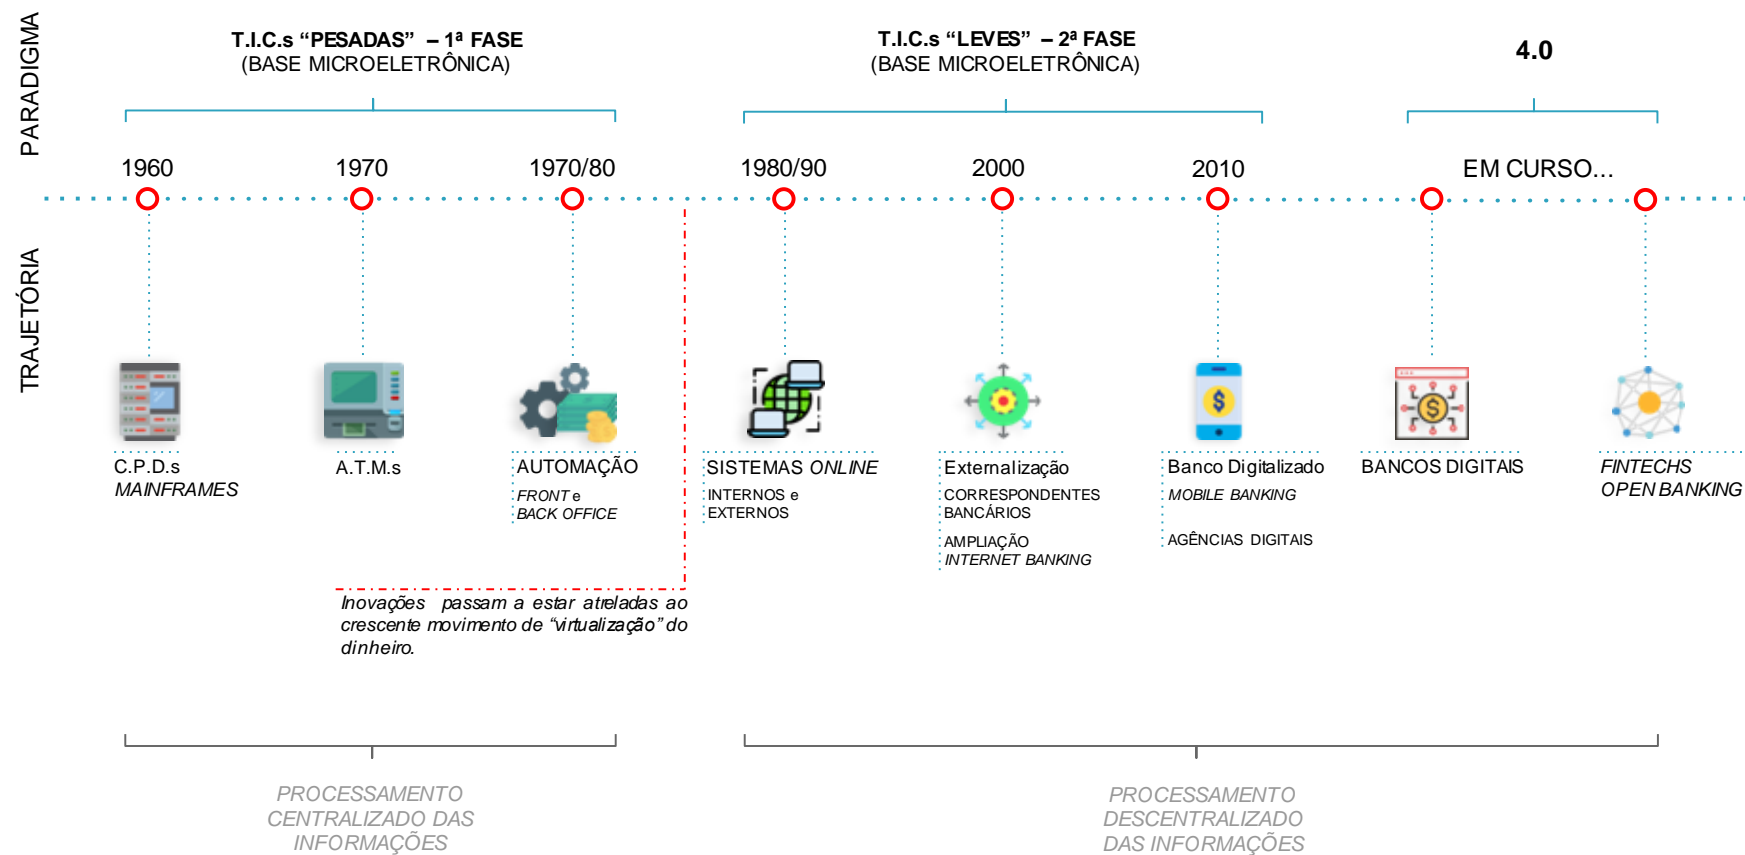 PARADIGMA
T.I.C.s “PESADAS” – 1ª FASE
(BASE MICROELETRÔNICA)
T.I.C.s “LEVES” – 2ª FASE
(BASE MICROELETRÔNICA)
4.0
1960
1970
1970/80
1980/90
2000
2010
EM CURSO...
TRAJETÓRIA
C.P.D.s
MAINFRAMES
A.T.M.s
AUTOMAÇÃO
FRONT e
BACK OFFICE
SISTEMAS ONLINE
INTERNOS e
EXTERNOS
Externalização
CORRESPONDENTES
BANCÁRIOS
AMPLIAÇÃO
INTERNET BANKING
Banco Digitalizado
MOBILE BANKING
AGÊNCIAS DIGITAIS
BANCOS DIGITAIS
FINTECHS
OPEN BANKING
Inovações passam a estar atreladas ao
crescente movimento de “virtualização” do
dinheiro.
PROCESSAMENTO
CENTRALIZADO DAS
INFORMAÇÕES
PROCESSAMENTO
DESCENTRALIZADO
DAS INFORMAÇÕES